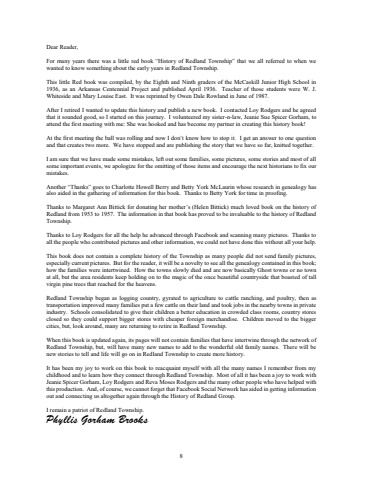 Dear Reader,
For many years there was a little red book "History of Redland Township" that we all referred to when we
wanted to know something about the early years in Redland Township.
This little Red book was compiled, by the Eighth and Ninth graders of the McCaskill Junior High School in
1936, as an Arkansas Centennial Project and published April 1936. Teacher of those students were W. J.
Whiteside and Mary Louise East. It was reprinted by Owen Dale Rowland in June of 1987.
After I retired I wanted to update this history and publish a new book. I contacted Loy Rodgers and he agreed
that it sounded good, so I started on this journey. I volunteered my sister-n-law, Jeanie Sue Spicer Gorham, to
attend the first meeting with me: She was hooked and has become my partner in creating this history book!
At the first meeting the ball was rolling and now I don't know how to stop it. I get an answer to one question
and that creates two more. We have stopped and are publishing the story that we have so far, knitted together.
I am sure that we have made some mistakes, left out some families, some pictures, some stories and most of all
some important events, we apologize for the omitting of those items and encourage the next historians to fix our
mistakes.
Another "Thanks" goes to Charlotte Howell Berry and Betty York McLaurin whose research in genealogy has
also aided in the gathering of information for this book. Thanks to Betty York for time in proofing.
Thanks to Margaret Ann Bittick for donating her mother's (Helen Bittick) much loved book on the history of
Redland from 1953 to 1957. The information in that book has proved to be invaluable to the history of Redland
Township.
Thanks to Loy Rodgers for all the help he advanced through Facebook and scanning many pictures. Thanks to
all the people who contributed pictures and other information, we could not have done this without all your help.
This book does not contain a complete history of the Township as many people did not send family pictures,
especially current pictures. But for the reader, it will be a novelty to see all the genealogy contained in this book;
how the families were intertwined. How the towns slowly died and are now basically Ghost towns or no town
at all, but the area residents keep holding on to the magic of the once beautiful countryside that boasted of tall
virgin pine trees that reached for the heavens.
Redland Township began as logging country, gyrated to agriculture to cattle ranching, and poultry, then as
transportation improved many families put a few cattle on their land and took jobs in the nearby towns in private
industry. Schools consolidated to give their children a better education in crowded class rooms, country stores
closed so they could support bigger stores with cheaper foreign merchandise. Children moved to the bigger
cities, but, look around, many are returning to retire in Redland Township.
When this book is updated again, its pages will not contain families that have intertwine through the network of
Redland Township, but, will have many new names to add to the wonderful old family names. There will be
new stories to tell and life will go on in Redland Township to create more history.
It has been my joy to work on this book to reacquaint myself with all the many names I remember from my
childhood and to learn how they connect through Redland Township. Most of all it has been a joy to work with
Jeanie Spicer Gorham, Loy Rodgers and Reva Moses Rodgers and the many other people who have helped with
this production. And, of course, we cannot forget that Facebook Social Network has aided in getting information
out and connecting us altogether again through the History of Redland Group.
I remain a patriot of Redland Township.
Phyllis Gorham Brooks
8